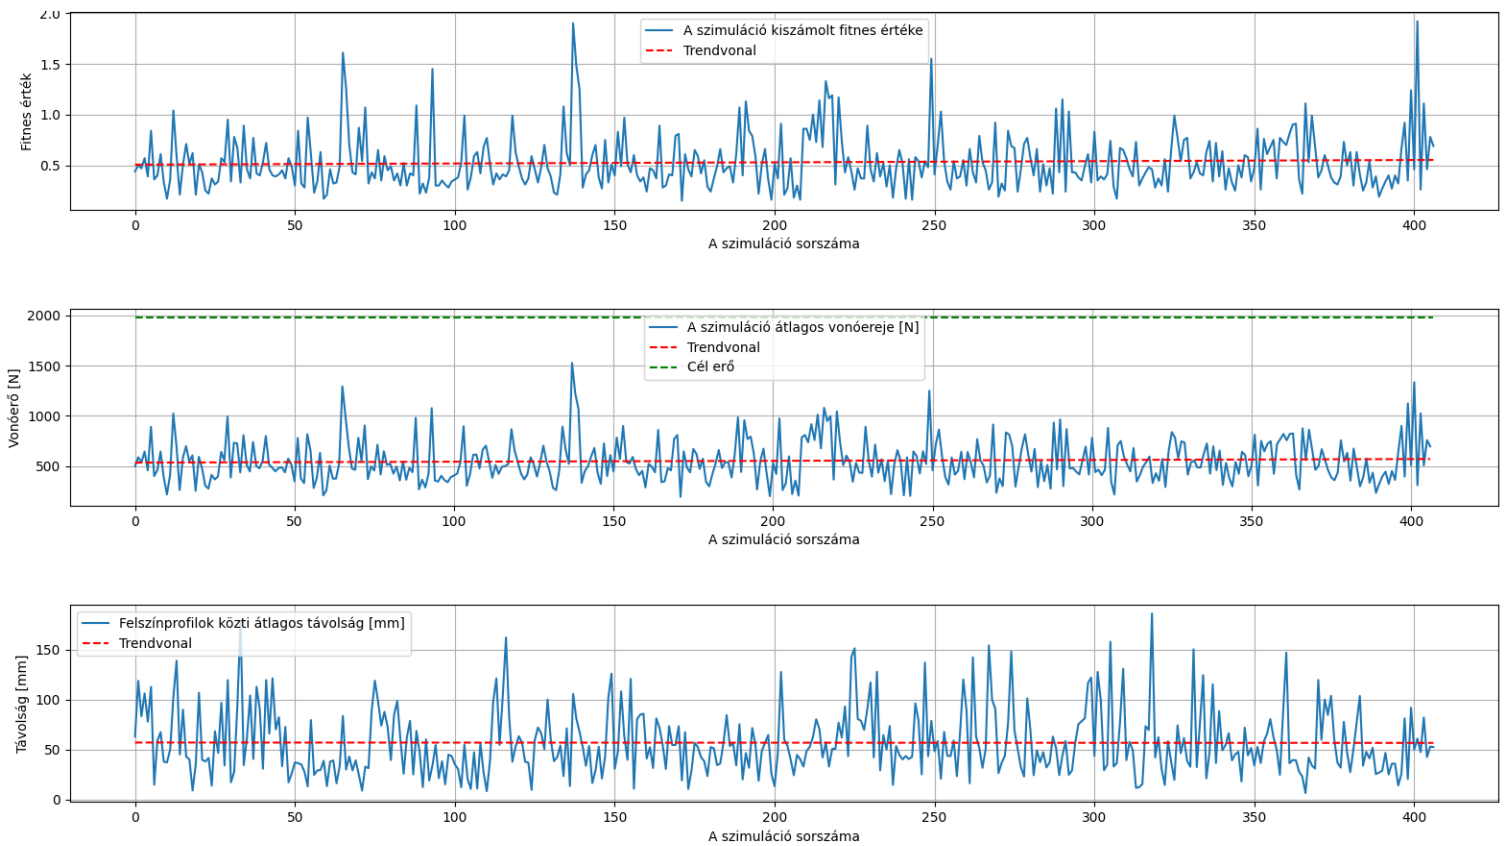 2.0
1.5
1.0
0.5
Fitnes érték
A szimuláció kiszámolt fitnes értéke
Trendvonal
0 50 100 150 200 250 300 350 400
A szimuláció sorszáma
2000
1500
1000
500
Vonóerő [N]
A szimuláció átlagos vonóereje [N]
Trendvonal
Cél erő
0 50 100 150 200 250 300 350 400
A szimuláció sorszáma
150
100
50
0
Távolság [mm]
Felszínprofilok közti átlagos távolság [mm]
Trendvonal
0 50 100 150 200 250 300 350 400
A szimuláció sorszáma